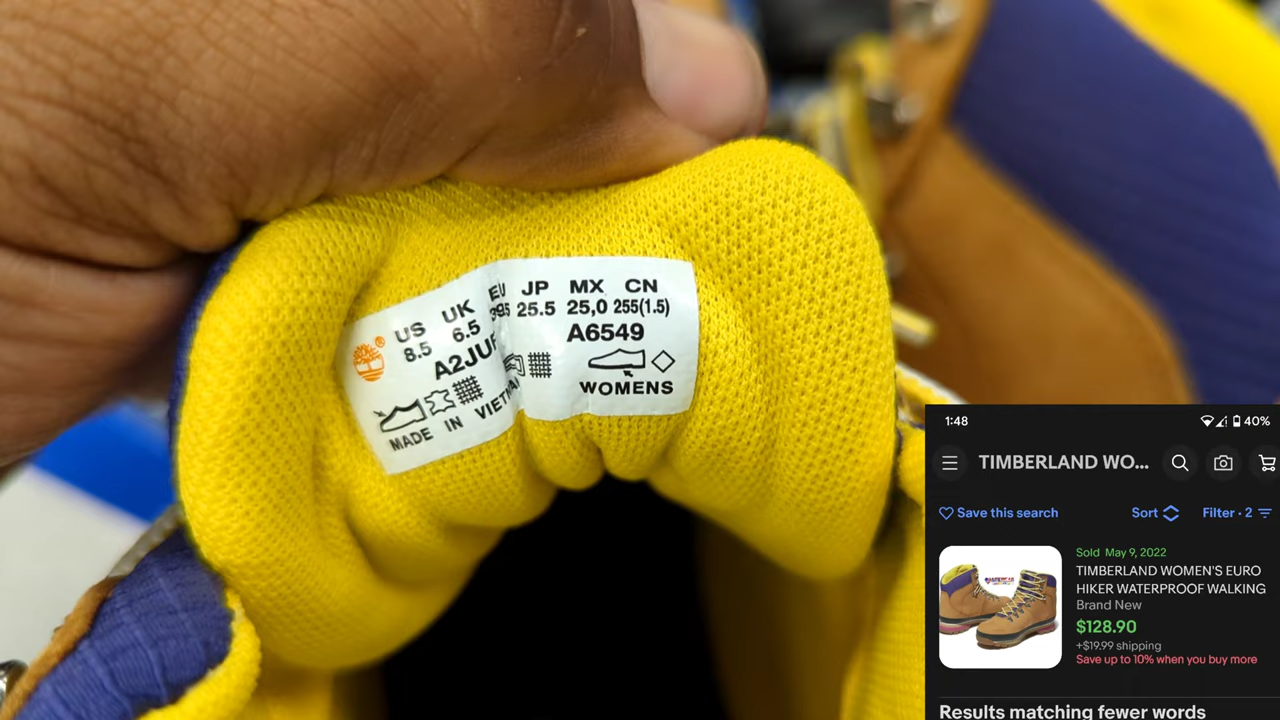 US UK EU JP MX CN
8.5 6.5 395 25.5 25,0 255(1.5)
A6549
MADE IN
WOMENS
1:48
40%
TIMBERLAND WO...
Save this search
Sort
Filter · 2
Sold May 9, 2022
TIMBERLAND WOMEN'S EURO
HIKER WATERPROOF WALKING
Brand New
$128.90
+$19.99 shipping
Save up to 10% when you buy more
Results matching fewer words